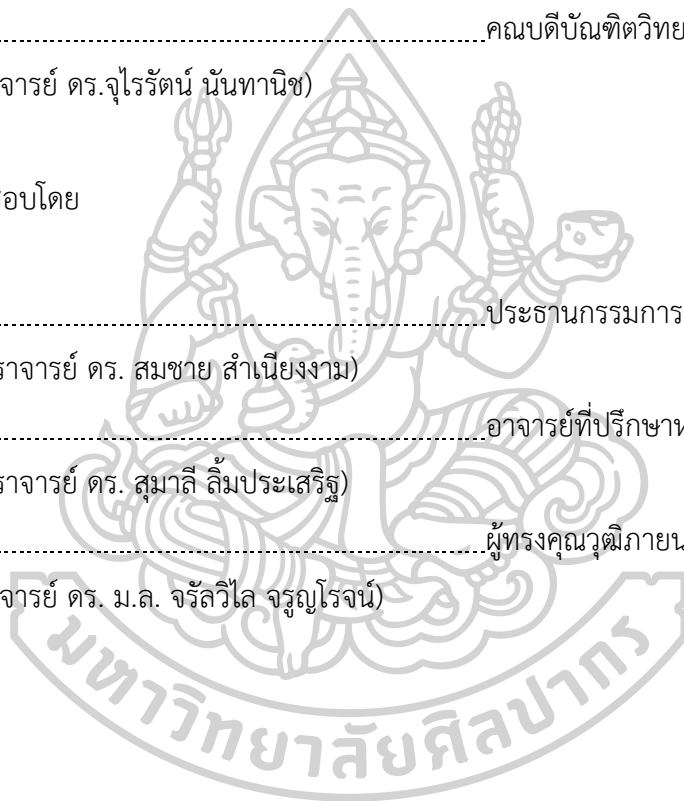 คณบดีบัณฑิตวิทย
จารย์ ดร.จุไรรัตน์ นันทานิช)
อบโดย
ประธานกรรมการ
ราจารย์ ดร. สมชาย สำเนียงงาม)
อาจารย์ที่ปรึกษาห
ราจารย์ ดร. สุมาลี ลิ้มประเสริฐ)
ผู้ทรงคุณวุฒิภายน
จารย์ ดร. ม.ล. จรัลวิไล จรูญโรจน์)
มหาวิทยาลัยศิลปากร